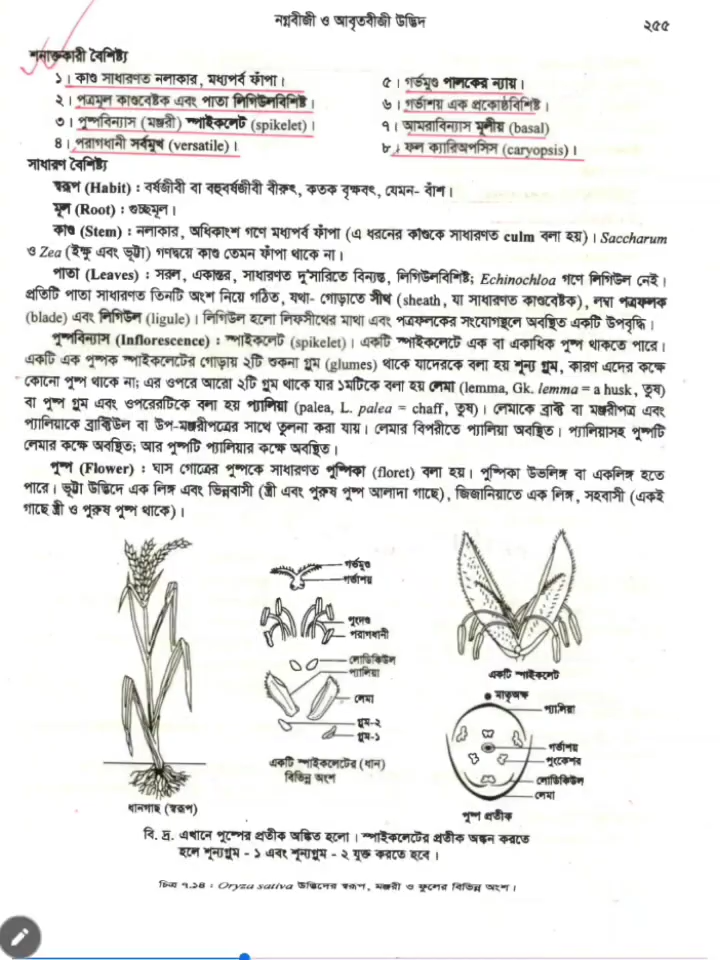 নগ্নবীজী ও আবৃতবীজী উদ্ভিদ
২৫৫
শনাক্তকারী বৈশিষ্ট্য
১। কাণ্ড সাধারণত নলাকার, মধ্যপর্ব ফাঁপা।
২। পত্রমূল কাণ্ডবেষ্টক এবং পাতা লিগিউলবিশিষ্ট।
৩। পুষ্পবিন্যাস (মঞ্জরী) স্পাইকলেট (spikelet)।
৪। পরাগধানী সর্বমুখ (versatile)।
৫। গর্ভমুণ্ড পালকের ন্যায়।
৬। গর্ভাশয় এক প্রকোষ্ঠবিশিষ্ট।
৭। অমরাবিন্যাস মূলীয় (basal)
৮। ফল ক্যারিঅপসিস (caryopsis)।
সাধারণ বৈশিষ্ট্য
স্বরূপ (Habit) : বর্ষজীবী বা বহুবর্ষজীবী বীরুৎ, কতক বৃক্ষবৎ, যেমন- বাঁশ।
মূল (Root) : গুচ্ছমূল।
কাণ্ড (Stem) : নলাকার, অধিকাংশ গণে মধ্যপর্ব ফাঁপা (এ ধরনের কাণ্ডকে সাধারণত culm বলা হয়)। Saccharum
ও Zea (ইক্ষু এবং ভুট্টা) গণদ্বয়ে কাণ্ড তেমন ফাঁপা থাকে না।
পাতা (Leaves) : সরল, একান্তর, সাধারণত দু'সারিতে বিন্যস্ত, লিগিউলবিশিষ্ট; Echinochloa গণে লিগিউল নেই।
প্রতিটি পাতা সাধারণত তিনটি অংশ নিয়ে গঠিত, যথা- গোড়াতে সীথ (sheath, যা সাধারণত কাণ্ডবেষ্টক), লম্বা পত্রফলক
(blade) এবং লিগিউল (ligule)। লিগিউল হলো লিফসীথের মাথা এবং পত্রফলকের সংযোগস্থলে অবস্থিত একটি উপবৃদ্ধি।
পুষ্পবিন্যাস (Inflorescence) : স্পাইকলেট (spikelet)। একটি স্পাইকলেটে এক বা একাধিক পুষ্প থাকতে পারে।
একটি এক পুষ্পক স্পাইকলেটের গোড়ায় ২টি শুকনা গ্লুম (glumes) থাকে যাদেরকে বলা হয় শূন্য গ্লুম, কারণ এদের কক্ষে
কোনো পুষ্প থাকে না; এর ওপরে আরো ২টি গ্লুম থাকে যার ১মটিকে বলা হয় লেমা (lemma, Gk. lemma = a husk, তুষ)
বা পুষ্প গ্লুম এবং ওপরেরটিকে বলা হয় প্যালিয়া (palea, L. palea = chaff, তুষ)। লেমাকে ব্রাক্ট বা মঞ্জরীপত্র এবং
প্যালিয়াকে ব্রাক্টিউল বা উপ-মঞ্জরীপত্রের সাথে তুলনা করা যায়। লেমার বিপরীতে প্যালিয়া অবস্থিত। প্যালিয়াসহ পুষ্পটি
লেমার কক্ষে অবস্থিত; আর পুষ্পটি প্যালিয়ার কক্ষে অবস্থিত।
পুষ্প (Flower) : ঘাস গোত্রের পুষ্পকে সাধারণত পুষ্পিকা (floret) বলা হয়। পুষ্পিকা উভলিঙ্গ বা একলিঙ্গ হতে
পারে। ভুট্টা উদ্ভিদে এক লিঙ্গ এবং ভিন্নবাসী (স্ত্রী এবং পুরুষ পুষ্প আলাদা গাছে), জিজানিয়াতে এক লিঙ্গ, সহবাসী (একই
গাছে স্ত্রী ও পুরুষ পুষ্প থাকে)।
ধানগাছ (স্বরূপ)
গর্ভমুণ্ড
গর্ভাশয়
পুংদণ্ড
পরাগধানী
লোডিকিউল
প্যালিয়া
লেমা
গ্লুম-২
গ্লুম-১
একটি স্পাইকলেটের (ধান)
বিভিন্ন অংশ
একটি স্পাইকলেট
মাতৃঅক্ষ
প্যালিয়া
গর্ভাশয়
পুংকেশর
লোডিকিউল
লেমা
পুষ্প প্রতীক
বি. দ্র. এখানে পুষ্পের প্রতীক অঙ্কিত হলো। স্পাইকলেটের প্রতীক অঙ্কন করতে
হলে শূন্যগ্লুম - ১ এবং শূন্যগ্লুম - ২ যুক্ত করতে হবে।
চিত্র ৭.১৪ : Oryza sativa উদ্ভিদের স্বরূপ, মঞ্জরী ও ফুলের বিভিন্ন অংশ।